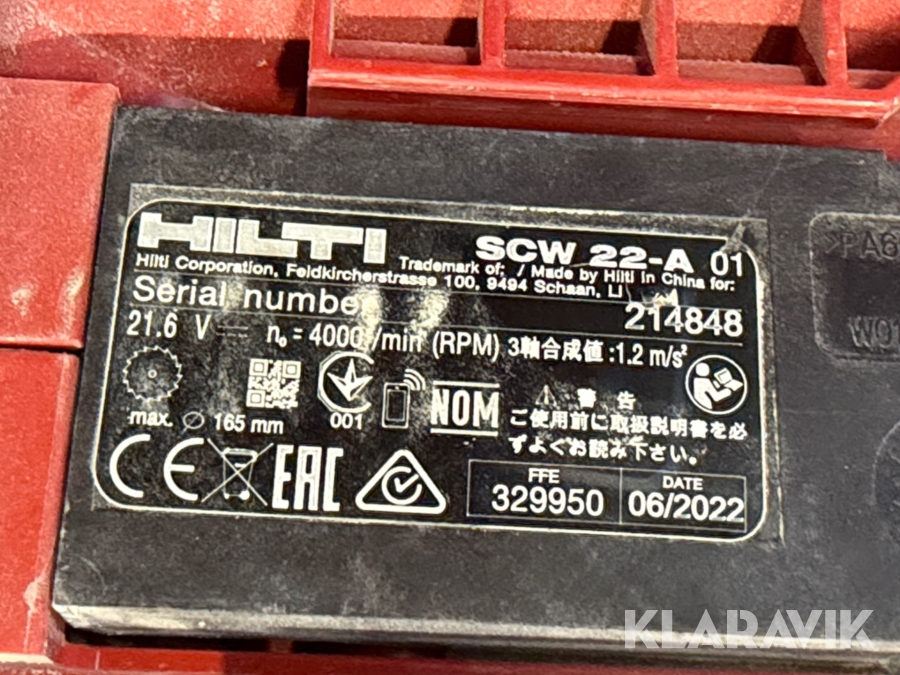 HILTI SCW 22-A 01
Trademark of: / Made by Hilti in China for:
Hilti Corporation, Feldkircherstrasse 100, 9494 Schaan, LI
Serial number 214848
21.6 V n₀ = 4000 /min (RPM) 3軸合成値:1.2 m/s²
max. ⌀ 165 mm
001
NOM
警告
ご使用前に取扱説明書を必
ずよくお読み下さい。
CE EAC
FFE DATE
329950 06/2022
>PA6
W01
KLARAVIK